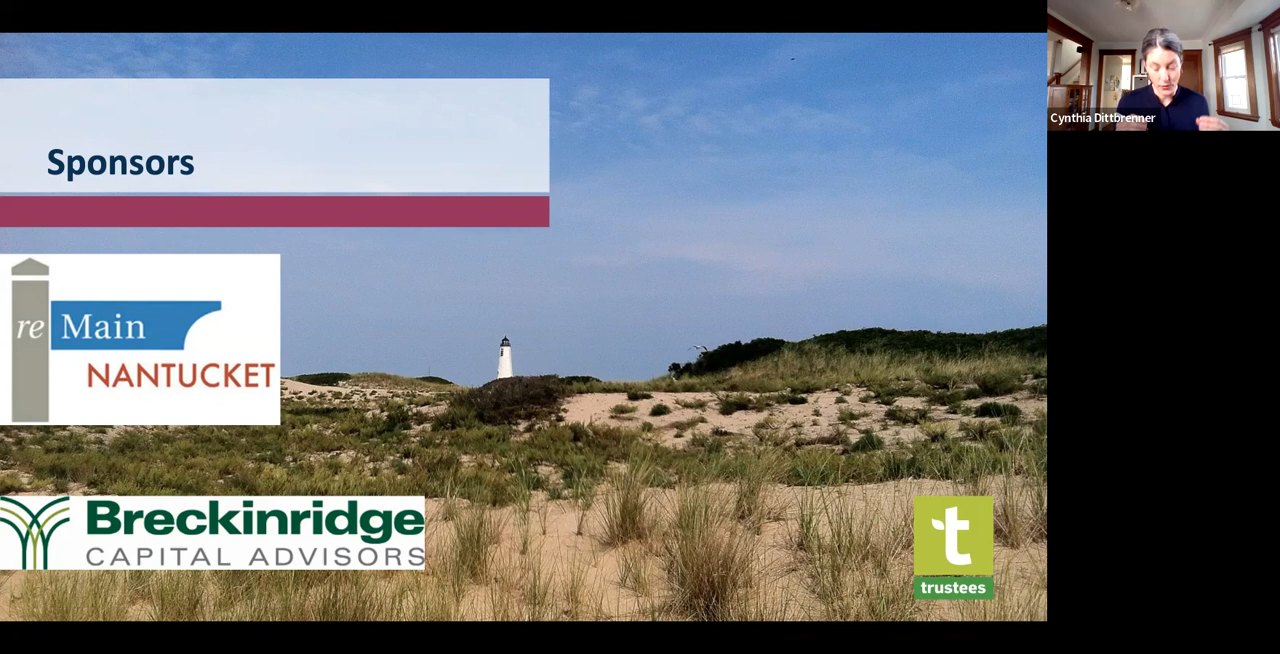 Sponsors
re Main
NANTUCKET
Breckinridge
CAPITAL ADVISORS
t
trustees
Cynthia Dittbrenner